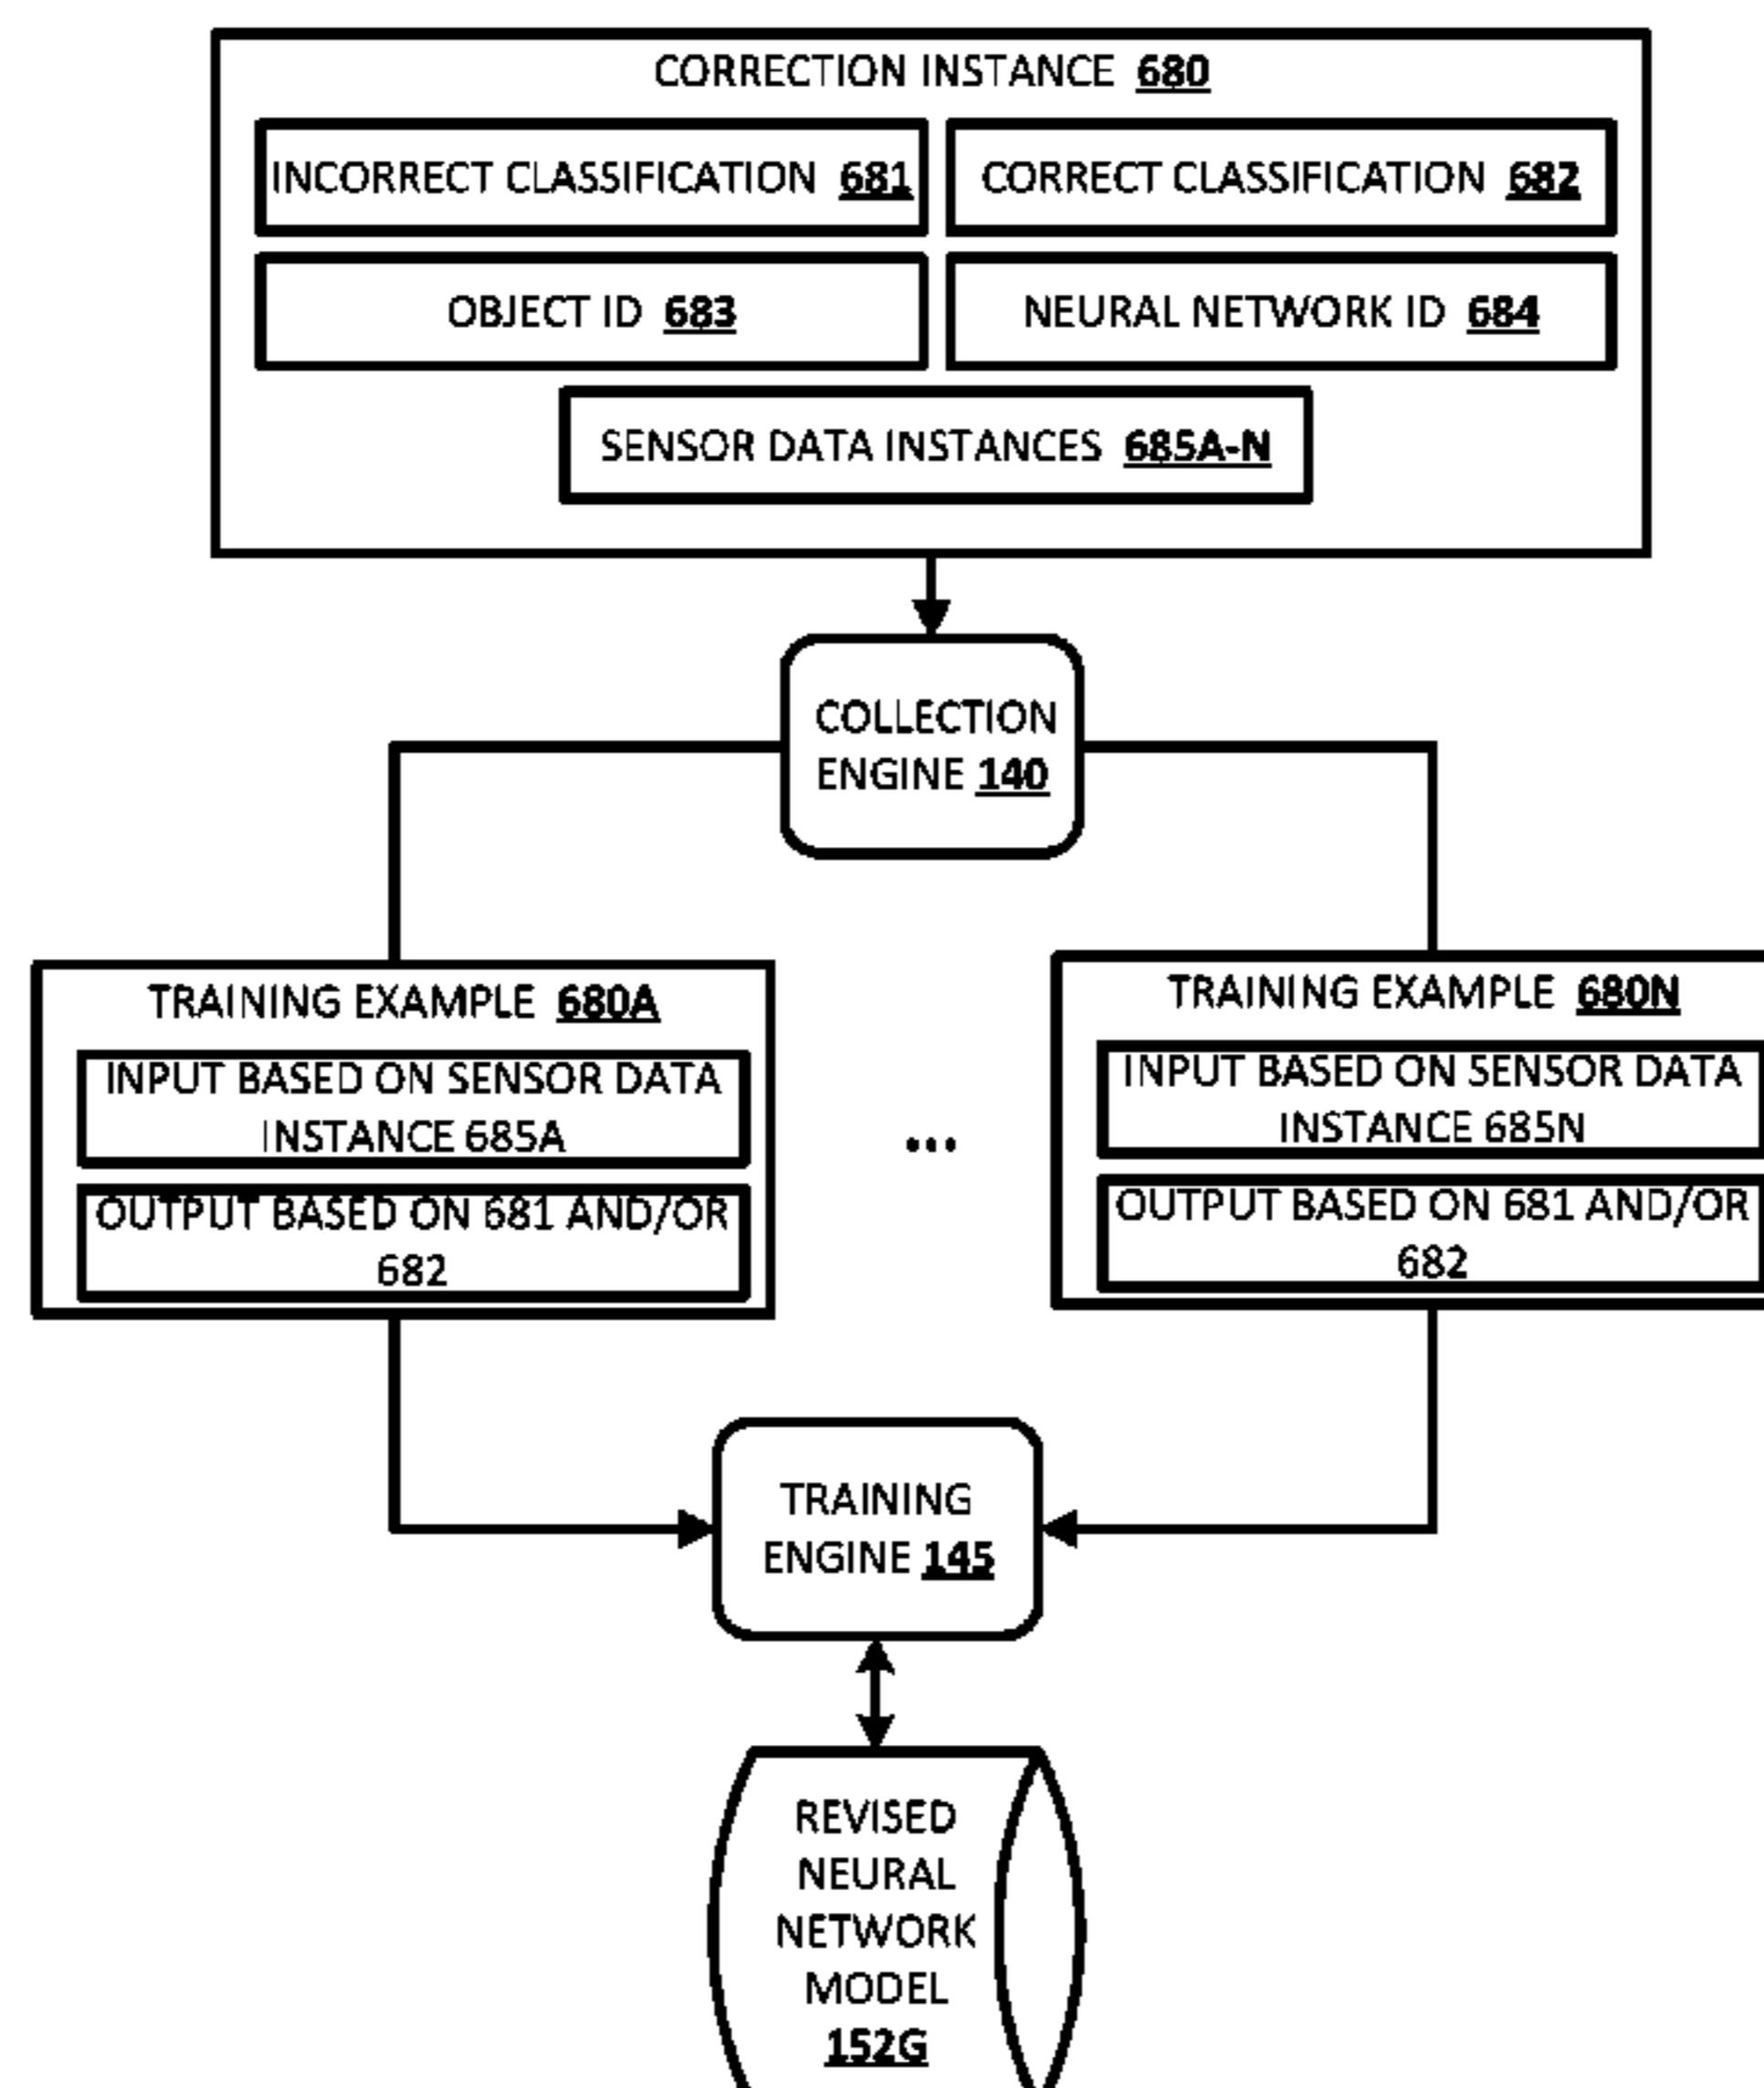 CORRECTION INSTANCE 680
INCORRECT CLASSIFICATION 681
CORRECT CLASSIFICATION 682
OBJECT ID 683
NEURAL NETWORK ID 684
SENSOR DATA INSTANCES 685A-N
COLLECTION
ENGINE 140
TRAINING EXAMPLE 680A
INPUT BASED ON SENSOR DATA
INSTANCE 685A
OUTPUT BASED ON 681 AND/OR
682
...
TRAINING EXAMPLE 680N
INPUT BASED ON SENSOR DATA
INSTANCE 685N
OUTPUT BASED ON 681 AND/OR
682
TRAINING
ENGINE 145
REVISED
NEURAL
NETWORK
MODEL
152G